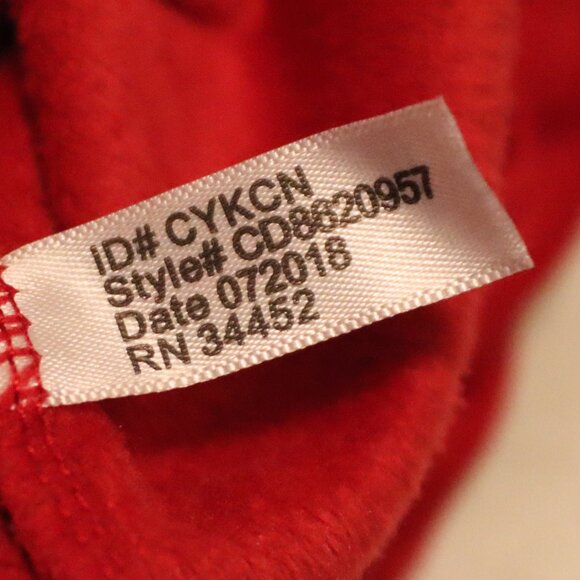 ID# CYKCN
Style# CD8620957
Date 072018
RN 34452